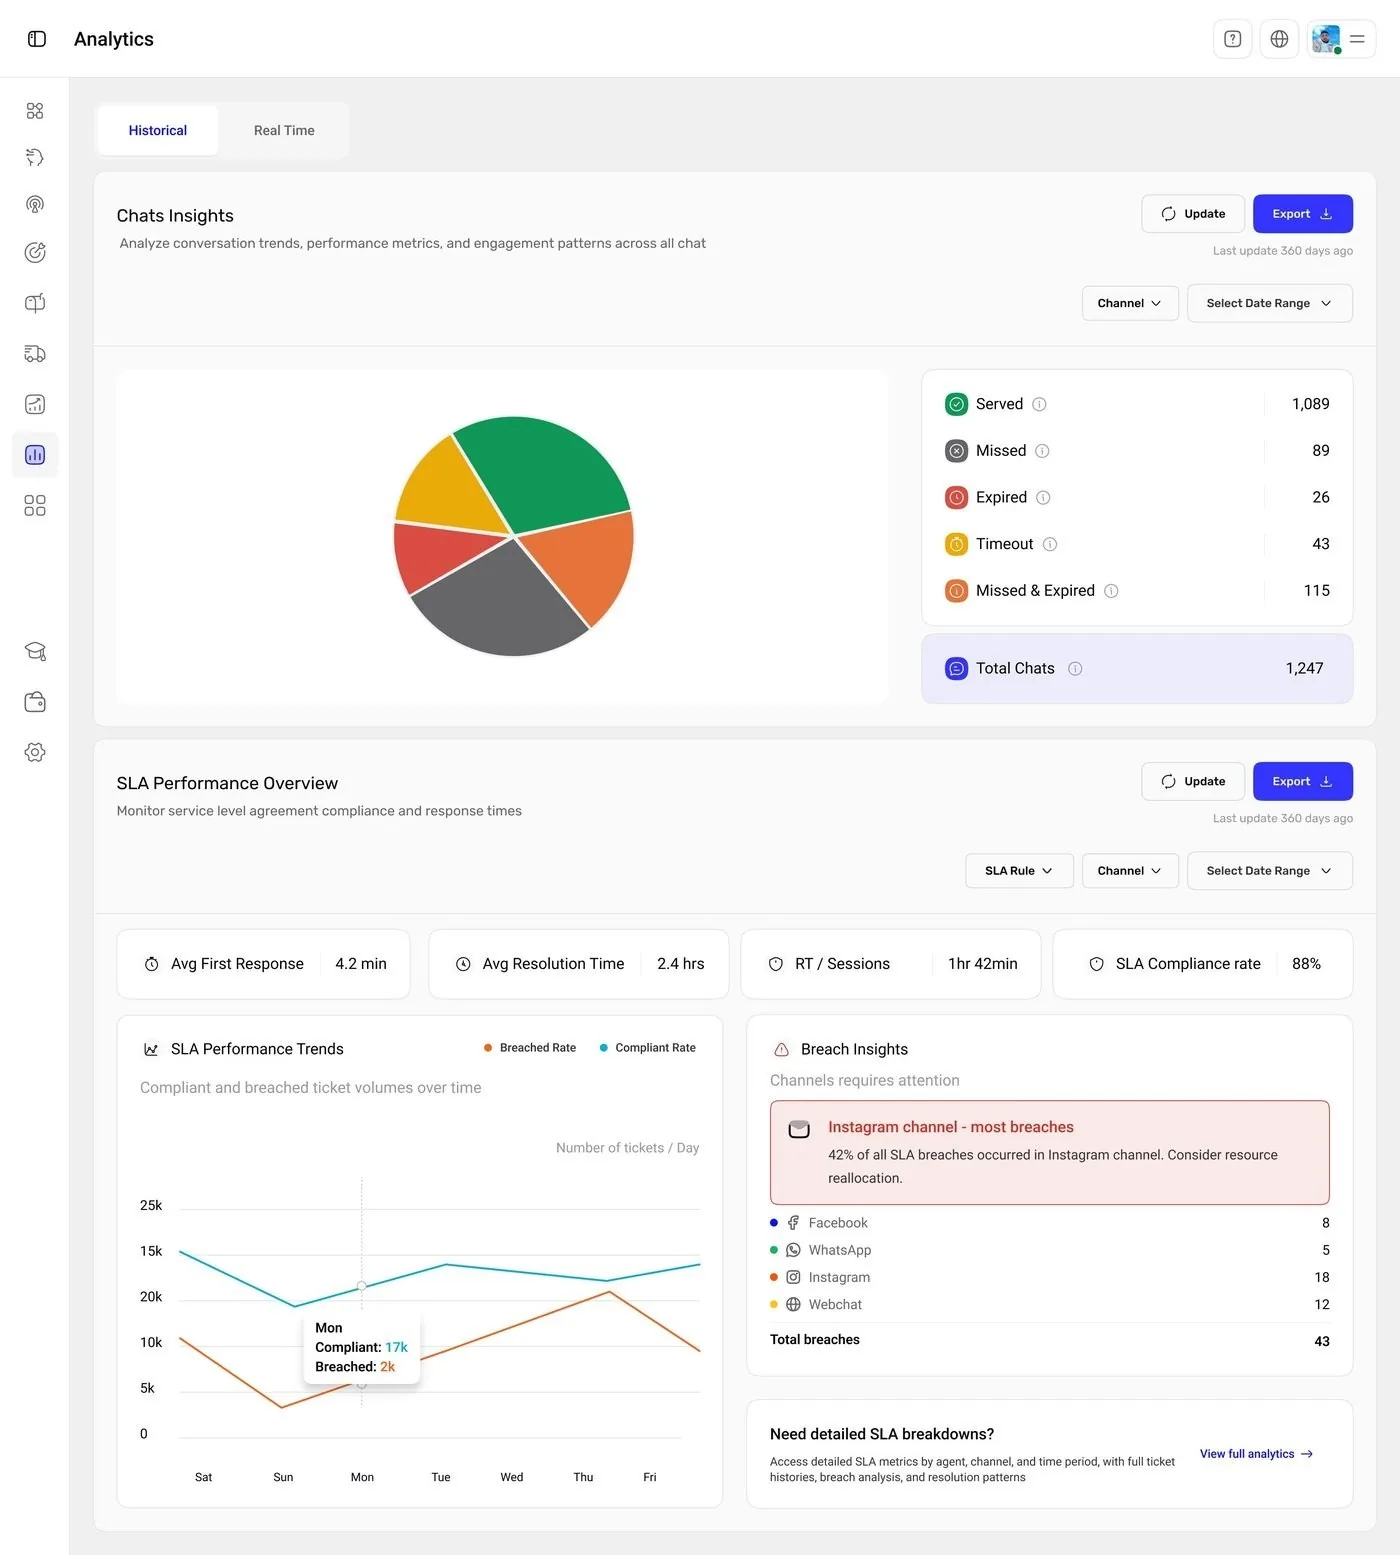 Analytics
Historical
Real Time
Chats Insights
Analyze conversation trends, performance metrics, and engagement patterns across all chat
Update
Export
Last update 360 days ago
Channel
Select Date Range
Served 1,089
Missed 89
Expired 26
Timeout 43
Missed & Expired 115
Total Chats 1,247
SLA Performance Overview
Monitor service level agreement compliance and response times
Update
Export
Last update 360 days ago
SLA Rule
Channel
Select Date Range
Avg First Response 4.2 min
Avg Resolution Time 2.4 hrs
RT / Sessions 1hr 42min
SLA Compliance rate 88%
SLA Performance Trends
Breached Rate
Compliant Rate
Compliant and breached ticket volumes over time
Number of tickets / Day
25k
15k
20k
10k
5k
0
Mon
Compliant: 17k
Breached: 2k
Sat Sun Mon Tue Wed Thu Fri
Breach Insights
Channels requires attention
Instagram channel - most breaches
42% of all SLA breaches occurred in Instagram channel. Consider resource
reallocation.
Facebook 8
WhatsApp 5
Instagram 18
Webchat 12
Total breaches 43
Need detailed SLA breakdowns?
Access detailed SLA metrics by agent, channel, and time period, with full ticket
histories, breach analysis, and resolution patterns
View full analytics